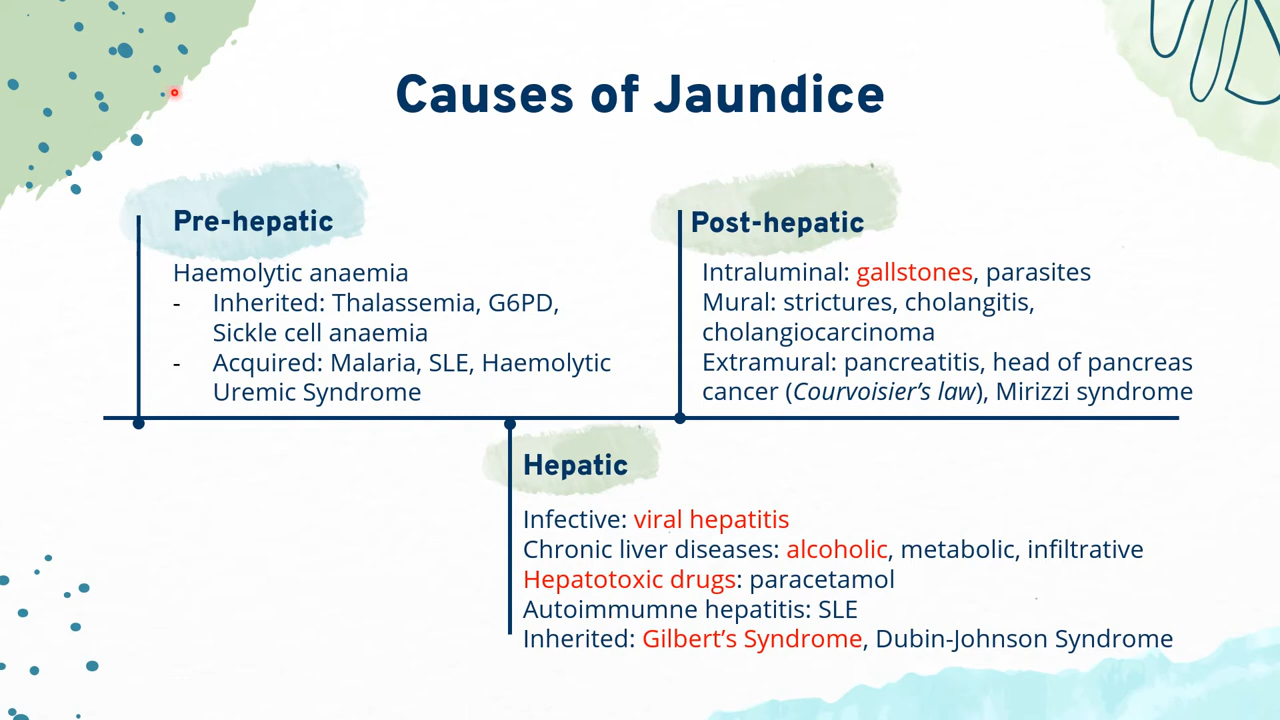 Causes of Jaundice
Pre-hepatic
Haemolytic anaemia
- Inherited: Thalassemia, G6PD,
Sickle cell anaemia
- Acquired: Malaria, SLE, Haemolytic
Uremic Syndrome
Post-hepatic
Intraluminal: gallstones, parasites
Mural: strictures, cholangitis,
cholangiocarcinoma
Extramural: pancreatitis, head of pancreas
cancer (Courvoisier’s law), Mirizzi syndrome
Hepatic
Infective: viral hepatitis
Chronic liver diseases: alcoholic, metabolic, infiltrative
Hepatotoxic drugs: paracetamol
Autoimmumne hepatitis: SLE
Inherited: Gilbert’s Syndrome, Dubin-Johnson Syndrome